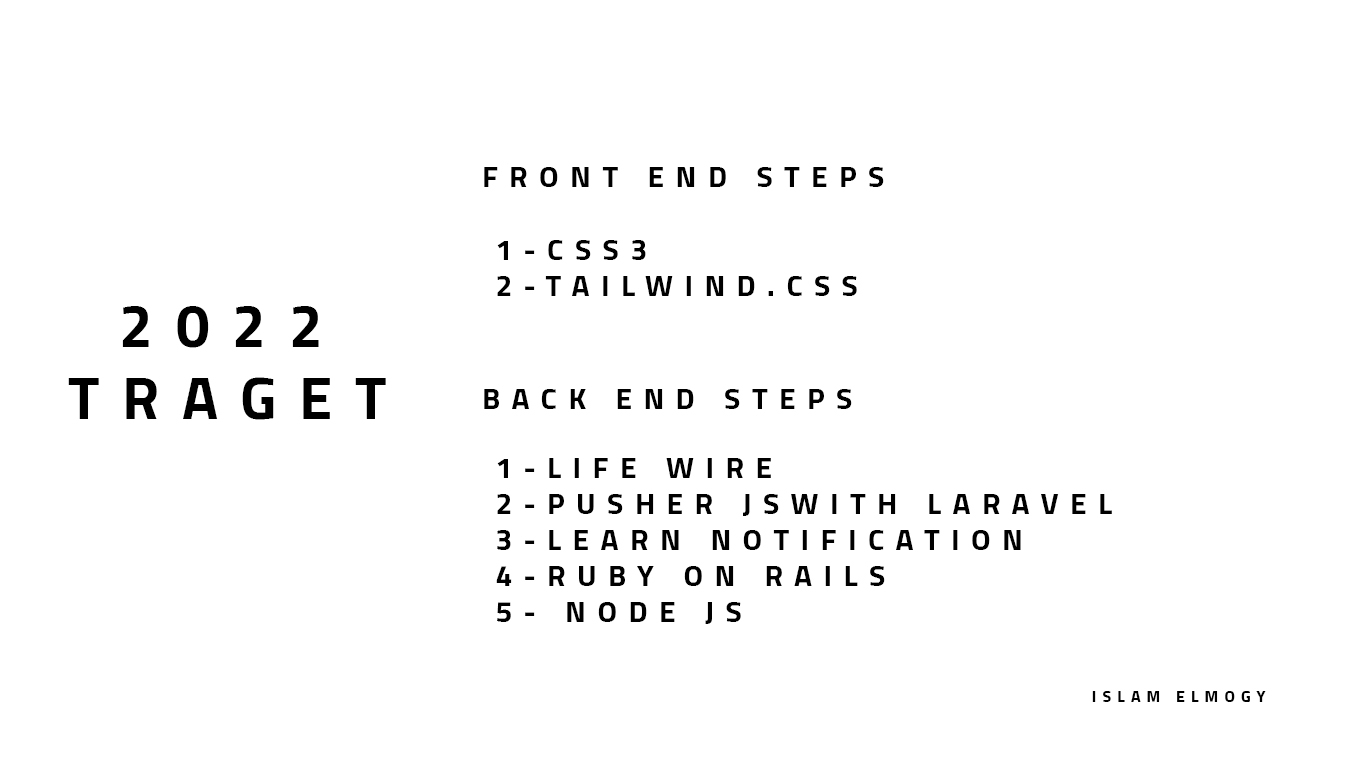 2022
TRAGET
FRONT END STEPS
1-CSS3
2-TAILWIND.CSS
BACK END STEPS
1-LIFE WIRE
2-PUSHER JSWITH LARAVEL
3-LEARN NOTIFICATION
4-RUBY ON RAILS
5- NODE JS
ISLAM ELMOGY